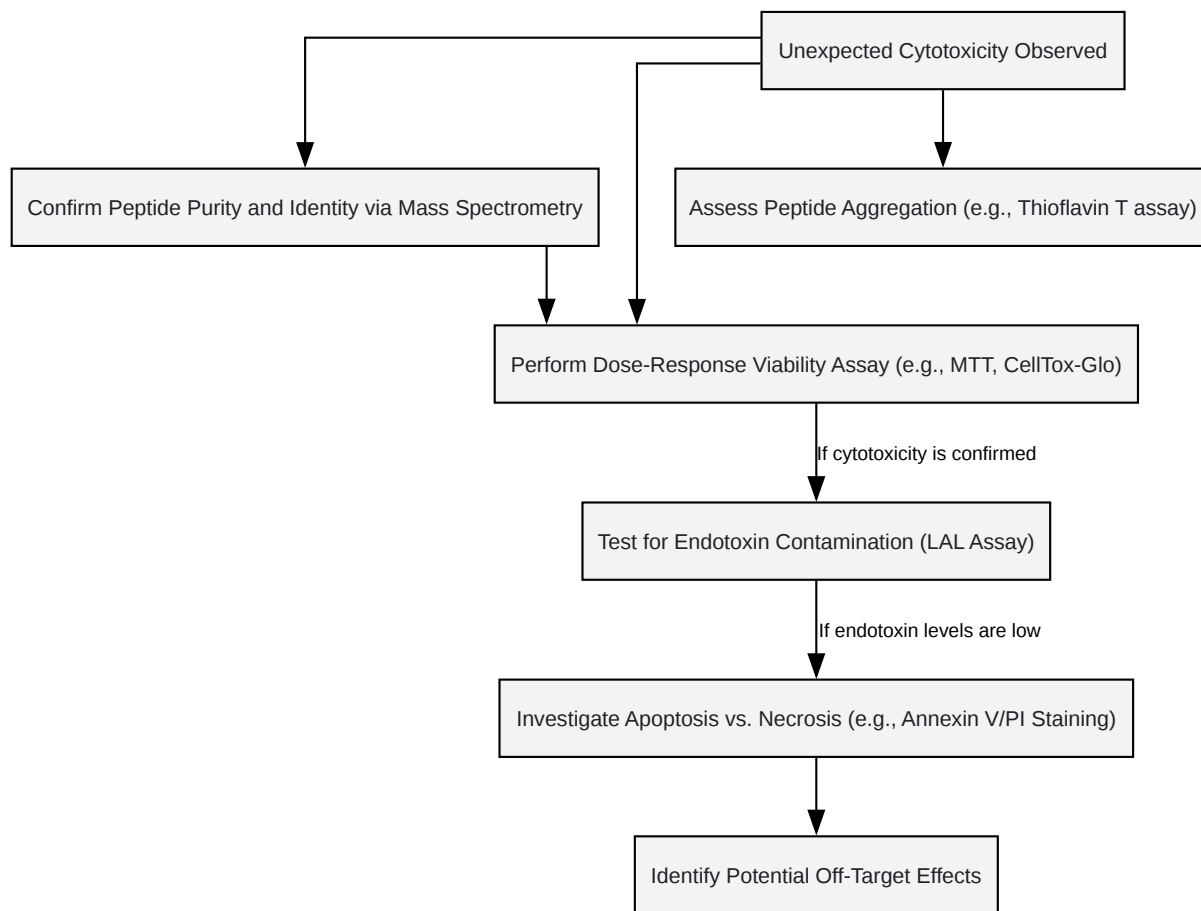 Unexpected Cytotoxicity Observed
Confirm Peptide Purity and Identity via Mass Spectrometry
Assess Peptide Aggregation (e.g., Thioflavin T assay)
Perform Dose-Response Viability Assay (e.g., MTT, CellTox-Glo)
If cytotoxicity is confirmed
Test for Endotoxin Contamination (LAL Assay)
If endotoxin levels are low
Investigate Apoptosis vs. Necrosis (e.g., Annexin V/PI Staining)
Identify Potential Off-Target Effects